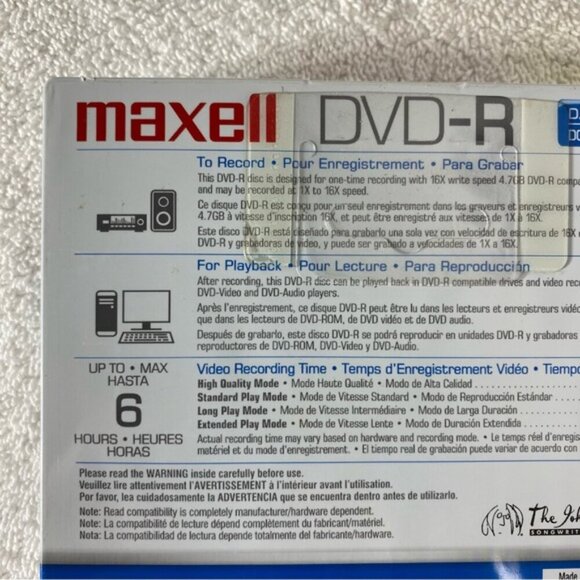 maxell DVD-R
To Record • Pour Enregistrement • Para Grabar
This DVD-R disc is designed for one-time recording with 16X write speed 4.7GB DVD-R
and may be recorded at 1X to 16X speed.
Ce disque DVD-R est conçu pour un seul enregistrement dans les graveurs et enregistreurs
4.7GB à vitesse d'inscription 16X, et peut être enregistré aux vitesses de 1X à 16X.
Este disco DVD-R está diseñado para grabarlo una sola vez con velocidad de escritura de 16X
DVD-R y grabadoras de video, y puede ser grabado a velocidades de 1X a 16X.
For Playback • Pour Lecture • Para Reproducción
After recording, this DVD-R disc can be played back in DVD-R compatible drives and video
DVD-Video and DVD-Audio players.
Après l'enregistrement, ce disque DVD-R peut être lu dans les lecteurs et enregistreurs
que dans les lecteurs de DVD-ROM, de DVD vidéo et de DVD audio.
Después de grabarlo, este disco DVD-R se podrá reproducir en unidades DVD-R y grabadoras
reproductores de DVD-ROM, DVD-Video y DVD-Audio.
UP TO • MAX
HASTA
6
HOURS • HEURES
HORAS
Video Recording Time • Temps d'Enregistrement Vidéo •
High Quality Mode • Mode Haute Qualité • Modo de Alta Calidad
Standard Play Mode • Mode de Vitesse Standard • Modo de Reproducción Estándar
Long Play Mode • Mode de Vitesse Intermédiaire • Modo de Larga Duración
Extended Play Mode • Mode de Vitesse Lente • Modo de Duración Extendida
Actual recording time may vary based on hardware and recording mode. • Le temps réel
matériel et du mode d'enregistrement. • El tiempo real de grabación puede variar de acuerdo con
Please read the WARNING inside carefully before use.
Veuillez lire attentivement l'AVERTISSEMENT à l'intérieur avant l'utilisation.
Por favor, lea cuidadosamente la ADVERTENCIA que se encuentra dentro antes de utilizarlo.
Note: Read compatibility is completely manufacturer/hardware dependent.
Note: La compatibilité de lecture dépend complètement du fabricant/matériel.
Nota: La compatibilidad de lectura depende totalmente del fabricante/hardware.
The
Made